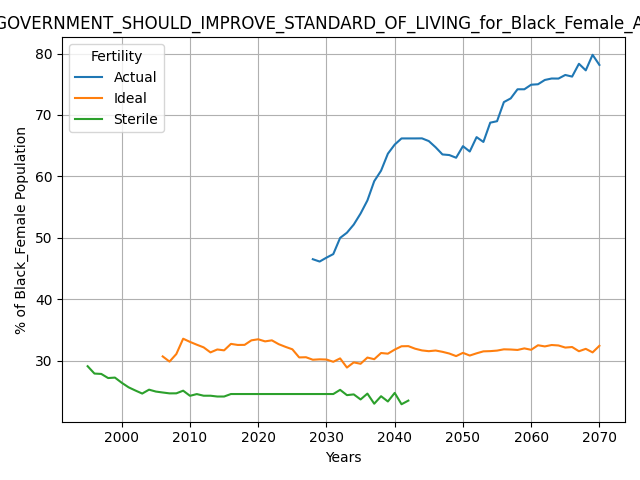 GOVERNMENT_SHOULD_IMPROVE_STANDARD_OF_LIVING_for_Black_Female_A
Fertility
Actual
Ideal
Sterile
% of Black_Female Population
80
70
60
50
40
30
2000 2010 2020 2030 2040 2050 2060 2070
Years